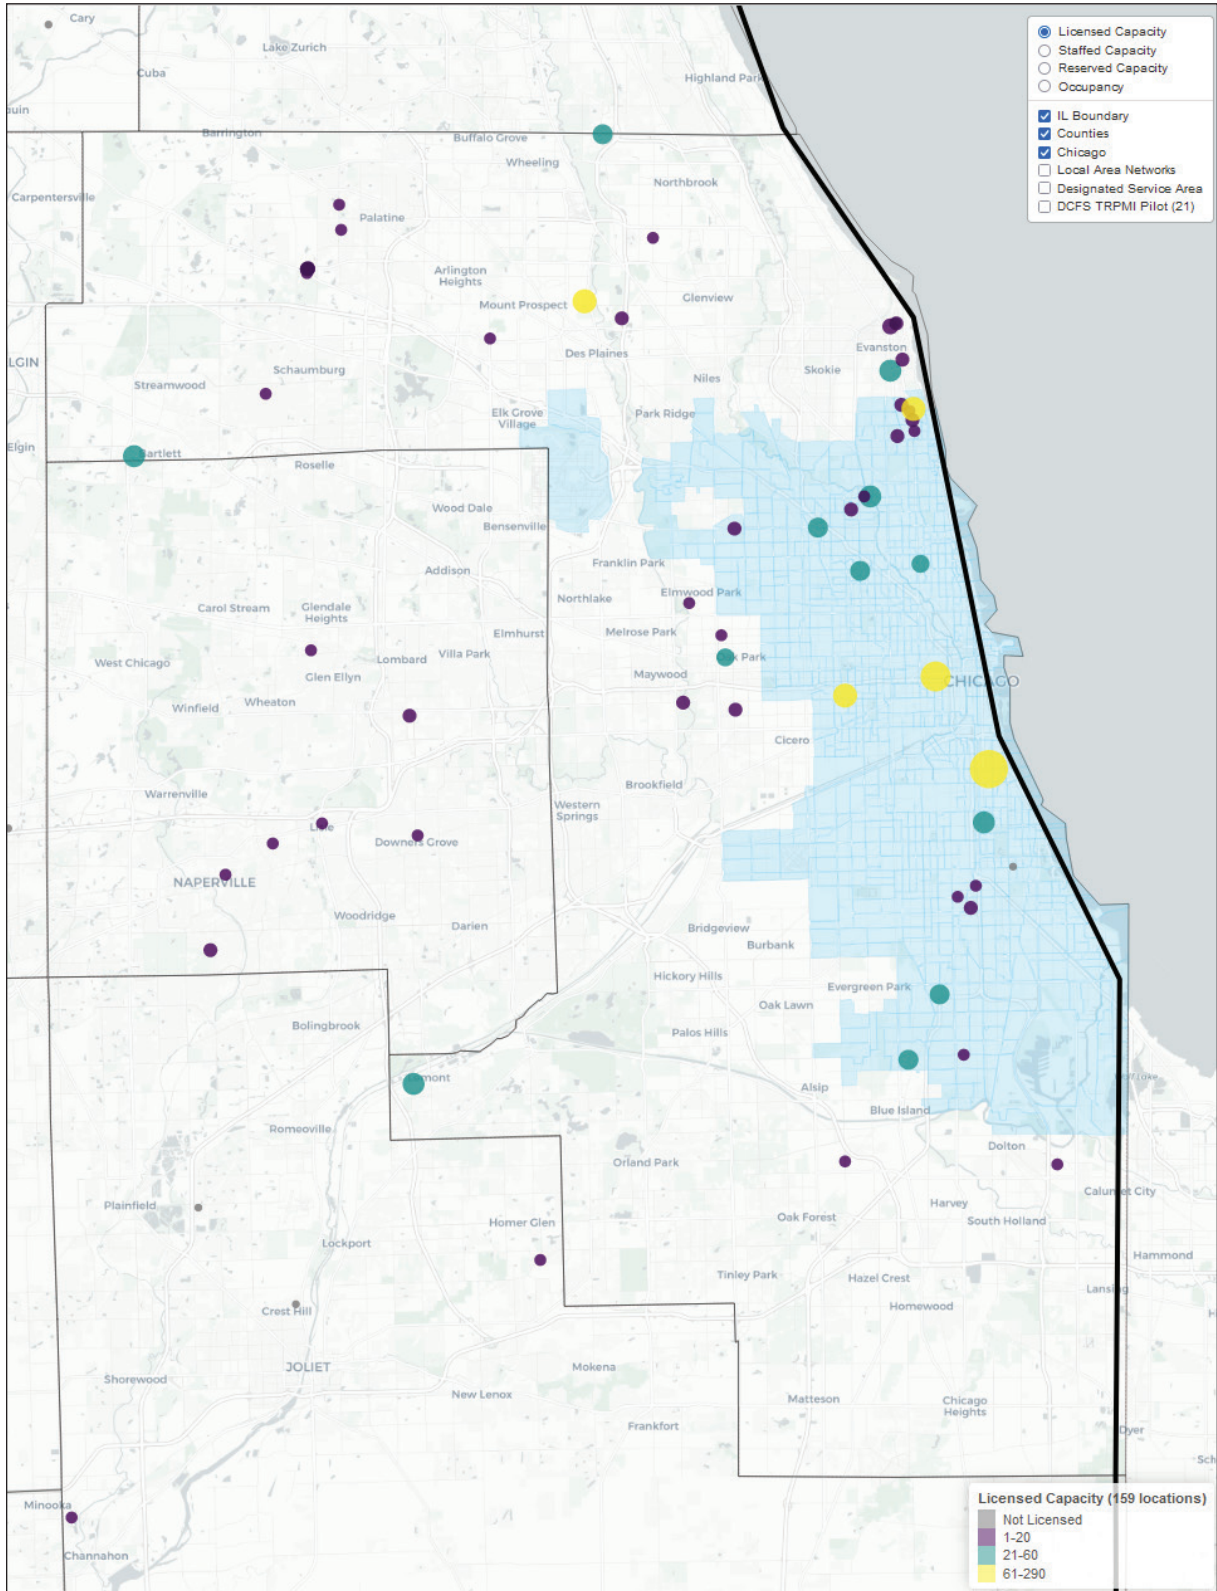 Cary
Lake Zurich
Cuba
Highland Park
Licensed Capacity
Staffed Capacity
Reserved Capacity
Occupancy
IL Boundary
Counties
Chicago
Local Area Networks
Designated Service Area
DCFS TRPMI Pilot (21)
Barrington
Buffalo Grove
Wheeling
Northbrook
Carpentersville
Palatine
Arlington
Heights
Mount Prospect
Glenview
Des Plaines
Evanston
LGIN
Schaumburg
Streamwood
Skokie
Niles
Elk Grove
Village
Park Ridge
Elgin
Bartlett
Roselle
Wood Dale
Bensenville
Franklin Park
Addison
Northlake
Elmwood Park
Carol Stream
Glendale
Heights
Elmhurst
Melrose Park
West Chicago
Lombard
Villa Park
Oak Park
Glen Ellyn
Maywood
CHICAGO
Winfield
Wheaton
Cicero
Brookfield
Warrenville
Western
Springs
Lisle
Downers Grove
NAPERVILLE
Woodridge
Darien
Bridgeview
Burbank
Hickory Hills
Evergreen Park
Oak Lawn
Bolingbrook
Palos Hills
Lemont
Alsip
Blue Island
Romeoville
Dolton
Orland Park
Calumet City
Plainfield
Harvey
Homer Glen
Oak Forest
South Holland
Lockport
Hammond
Tinley Park
Hazel Crest
Lansing
Crest Hill
Homewood
JOLIET
Mokena
Shorewood
New Lenox
Matteson
Chicago
Heights
Frankfort
Dyer
Sch
Minooka
Channahon
Licensed Capacity (159 locations)
Not Licensed
1-20
21-60
61-290